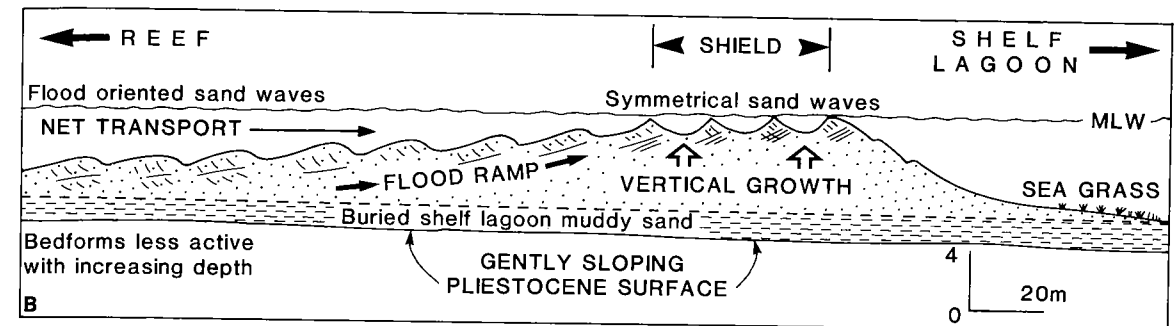 REEF
SHIELD
SHELF
LAGOON
Flood oriented sand waves
Symmetrical sand waves
NET TRANSPORT
MLW
FLOOD RAMP
VERTICAL GROWTH
SEA GRASS
Buried shelf lagoon muddy sand
Bedforms less active
with increasing depth
GENTLY SLOPING
PLIESTOCENE SURFACE
4
0
20m
B